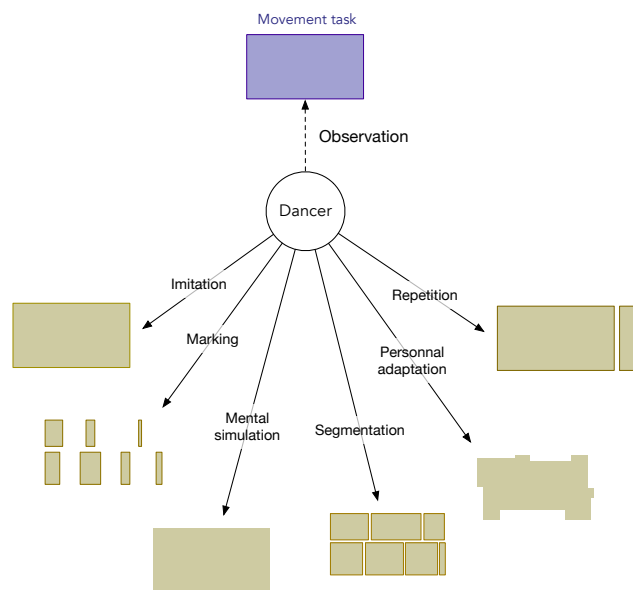 Movement task
Observation
Dancer
Imitation
Repetition
Marking
Personnal
adaptation
Mental
simulation
Segmentation